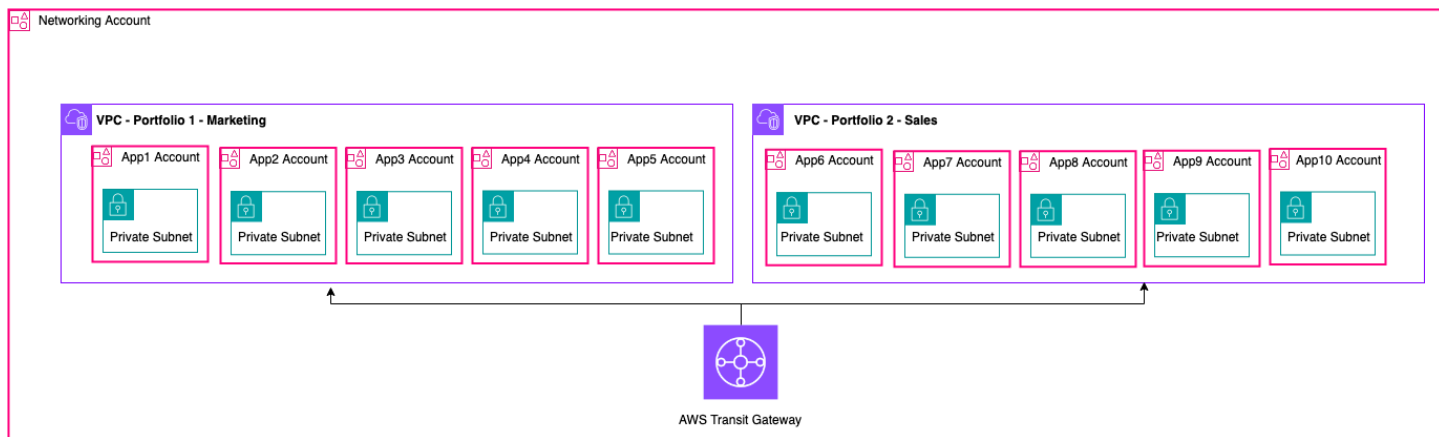 Networking Account
VPC - Portfolio 1 - Marketing
App1 Account
App2 Account
App3 Account
App4 Account
App5 Account
Private Subnet
Private Subnet
Private Subnet
Private Subnet
Private Subnet
VPC - Portfolio 2 - Sales
App6 Account
App7 Account
App8 Account
App9 Account
App10 Account
Private Subnet
Private Subnet
Private Subnet
Private Subnet
Private Subnet
AWS Transit Gateway